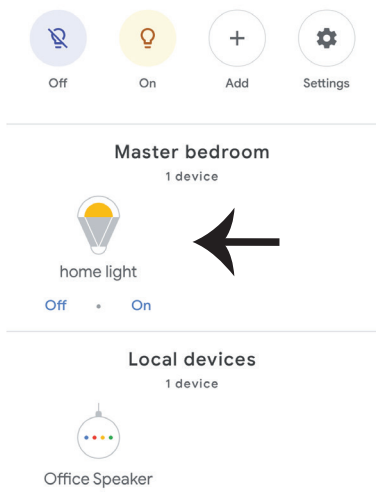 Off On Add Settings
Master bedroom
1 device
home light
Off • On
Local devices
1 device
Office Speaker